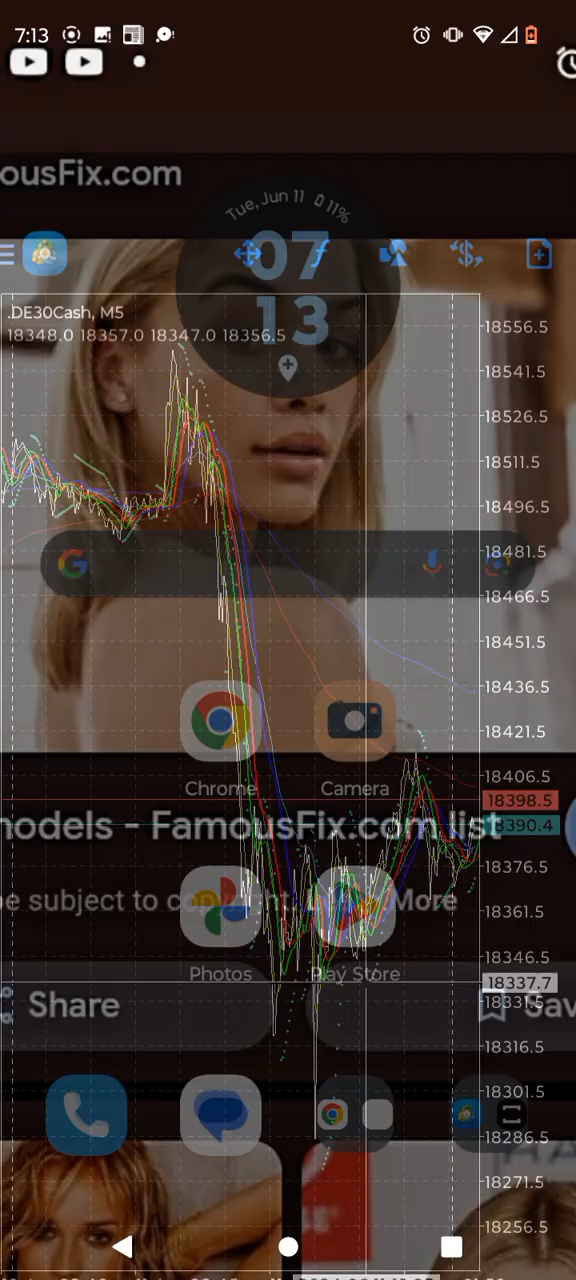 7:13
ousFix.com
Tue, Jun 11 11%
07
13
.DE30Cash, M5
18348.0 18357.0 18347.0 18356.5
18556.5
18541.5
18526.5
18511.5
18496.5
18481.5
18466.5
18451.5
18436.5
18421.5
18406.5
18398.5
18390.4
18376.5
18361.5
18346.5
18337.7
18331.5
18316.5
18301.5
18286.5
18271.5
18256.5
Chrome Camera
models - FamousFix.com list
be subject to copyright. More
Photos Play Store
Share Sav